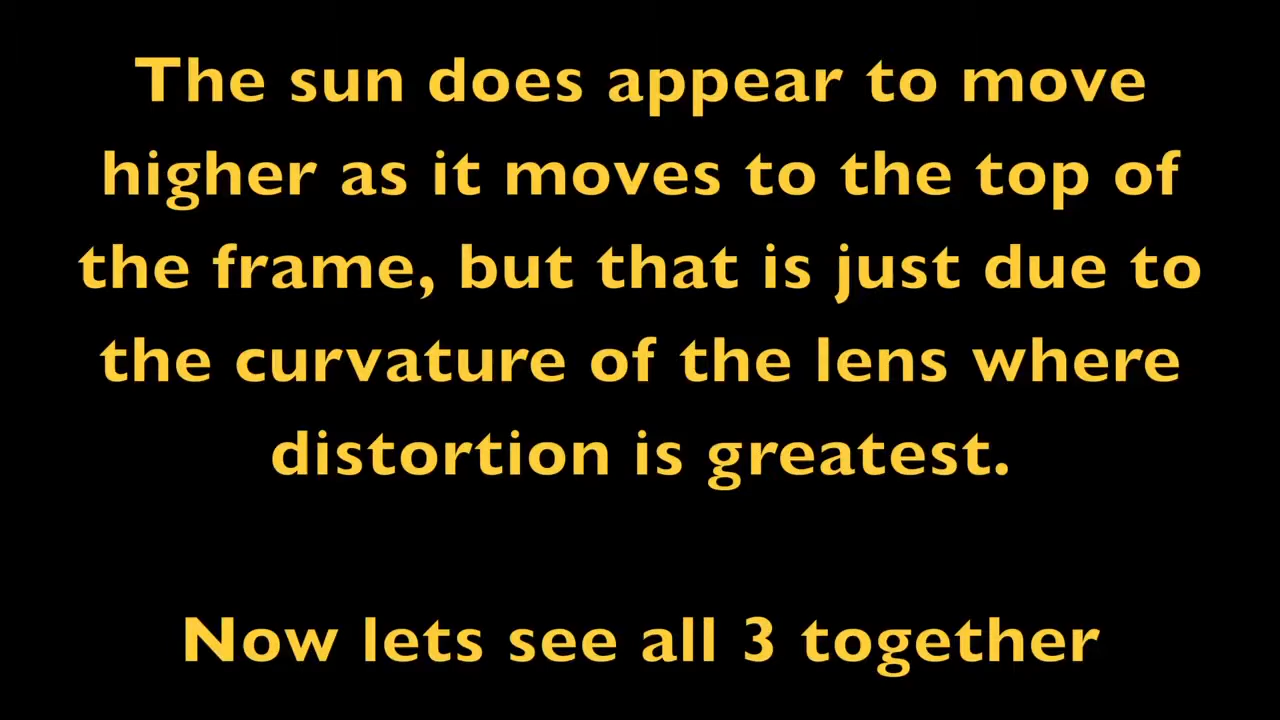 The sun does appear to move
higher as it moves to the top of
the frame, but that is just due to
the curvature of the lens where
distortion is greatest.
Now lets see all 3 together